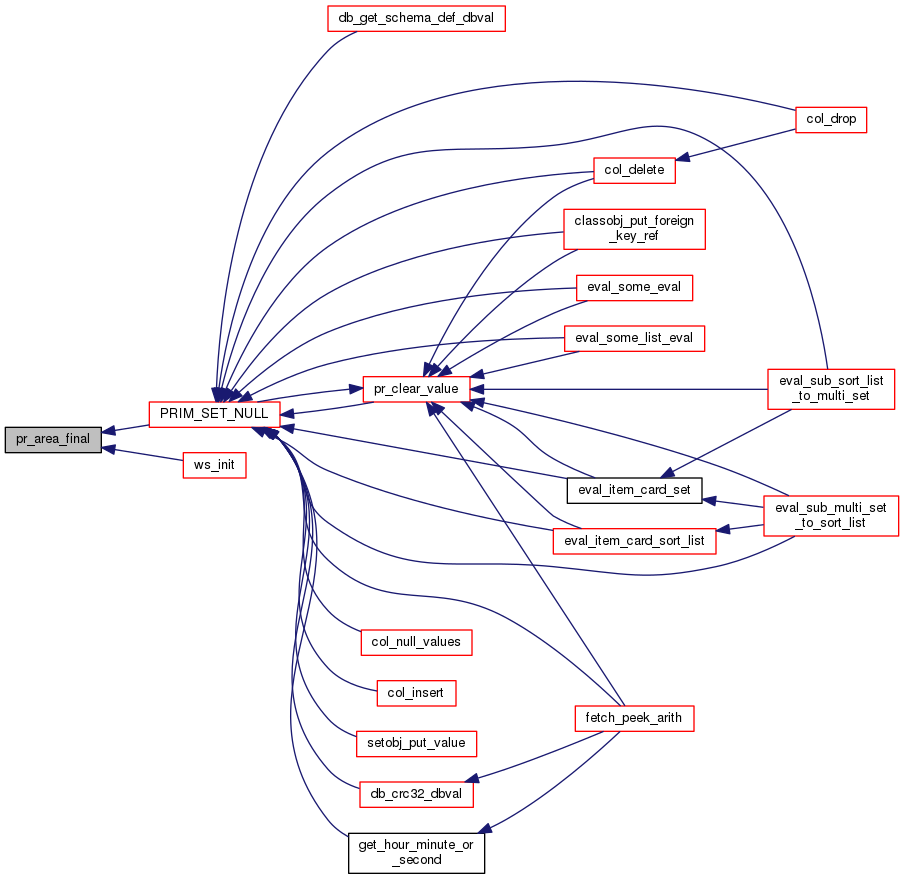 db_get_schema_def_dbval
col_drop
col_delete
classobj_put_foreign
_key_ref
eval_some_eval
eval_some_list_eval
pr_clear_value
eval_sub_sort_list
_to_multi_set
PRIM_SET_NULL
pr_area_final
ws_init
eval_item_card_set
eval_sub_multi_set
_to_sort_list
eval_item_card_sort_list
col_null_values
col_insert
fetch_peek_arith
setobj_put_value
db_crc32_dbval
get_hour_minute_or
_second